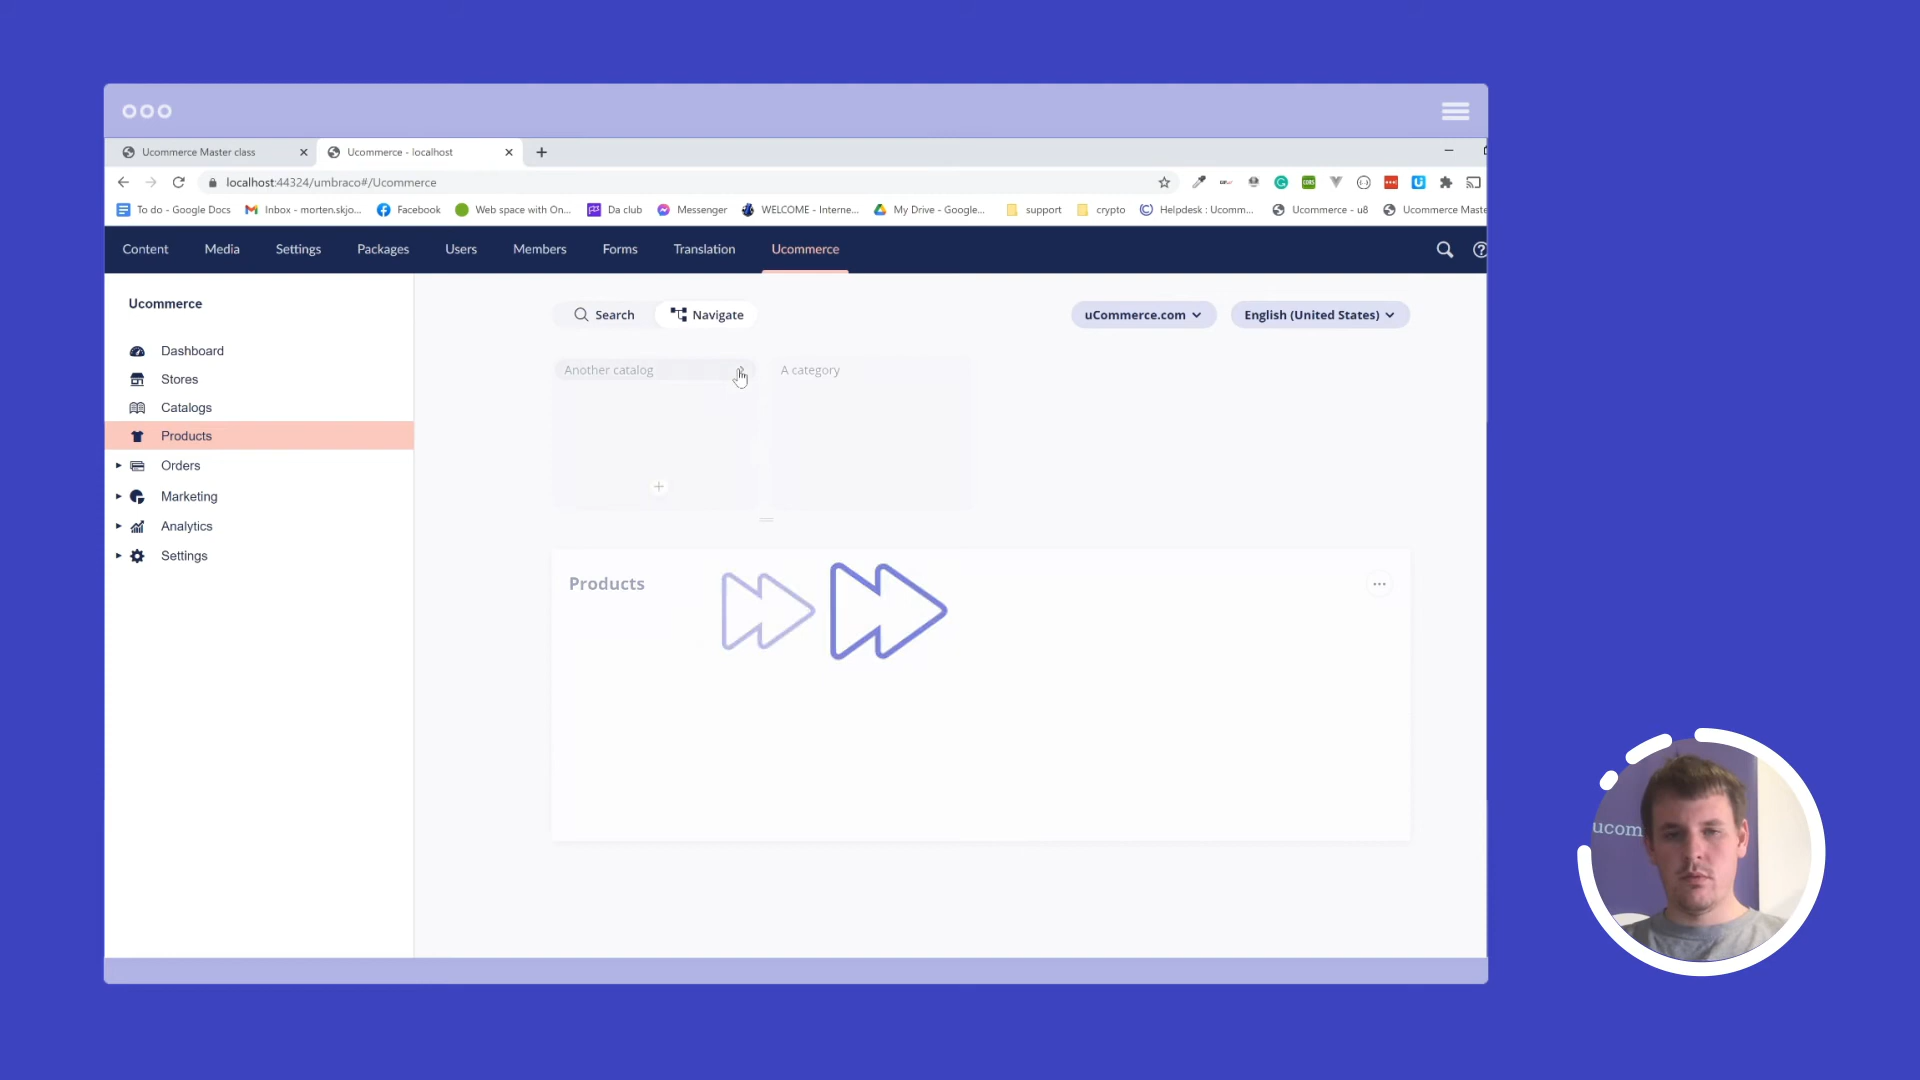 Ucommerce Master class
Ucommerce - localhost
localhost:44324/umbraco#/Ucommerce
To do - Google Docs
Inbox - morten.skjo...
Facebook
Web space with On...
Da club
Messenger
WELCOME - Interne...
My Drive - Google...
support
crypto
Helpdesk : Ucomm...
Ucommerce - u8
Ucommerce Maste
Content Media Settings Packages Users Members Forms Translation Ucommerce
Ucommerce
Dashboard
Stores
Catalogs
Products
Orders
Marketing
Analytics
Settings
Search Navigate
uCommerce.com
English (United States)
Another catalog
A category
Products
ucom